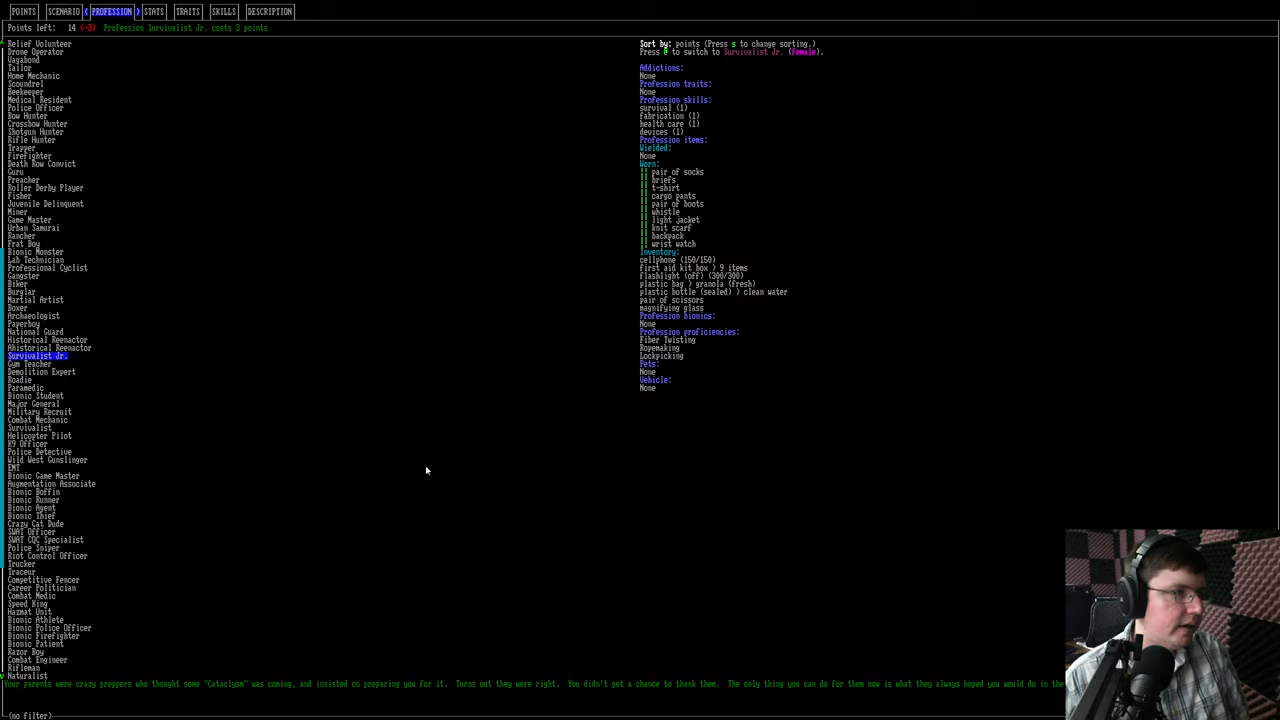 POINTS SCENARIO < PROFESSION > STATS TRAITS SKILLS DESCRIPTION
Points left: 14 (-3) Profession Survivalist Jr. costs 3 points
Relief Volunteer
Drone Operator
Vagabond
Tailor
Home Mechanic
Scoundrel
Beekeeper
Medical Resident
Police Officer
Bow Hunter
Crossbow Hunter
Shotgun Hunter
Rifle Hunter
Trapper
Firefighter
Death Row Convict
Guru
Preacher
Roller Derby Player
Fisher
Juvenile Delinquent
Miner
Game Master
Urban Samurai
Rancher
Frat Boy
Bionic Monster
Lab Technician
Professional Cyclist
Gangster
Biker
Burglar
Martial Artist
Boxer
Archaeologist
Paperboy
National Guard
Historical Reenactor
Ahistorical Reenactor
Survivalist Jr.
Gym Teacher
Demolition Expert
Roadie
Paramedic
Bionic Student
Major General
Military Recruit
Combat Mechanic
Survivalist
Helicopter Pilot
K9 Officer
Police Detective
Wild West Gunslinger
EMT
Bionic Game Master
Augmentation Associate
Bionic Boffin
Bionic Runner
Bionic Agent
Bionic Thief
Crazy Cat Dude
SWAT Officer
SWAT CQC Specialist
Police Sniper
Riot Control Officer
Trucker
Traceur
Competitive Fencer
Career Politician
Combat Medic
Speed King
Hazmat Unit
Bionic Athlete
Bionic Police Officer
Bionic Firefighter
Bionic Patient
Razor Boy
Combat Engineer
Rifleman
Naturalist
Sort by: points (Press s to change sorting.)
Press @ to switch to Survivalist Jr. (female).
Addictions:
None
Profession traits:
None
Profession skills:
survival (1)
fabrication (1)
health care (1)
devices (1)
Profession items:
Wielded:
None
Worn:
|| pair of socks
|| briefs
|| t-shirt
|| cargo pants
|| pair of boots
|| whistle
|| light jacket
|| knit scarf
|| backpack
|| wrist watch
Inventory:
cellphone (150/150)
first aid kit box > 9 items
flashlight (off) (300/300)
plastic bag > granola (fresh)
plastic bottle (sealed) > clean water
pair of scissors
magnifying glass
Profession bionics:
None
Profession proficiencies:
Fiber Twisting
Ropemaking
Lockpicking
Pets:
None
Vehicle:
None
Your parents were crazy preppers who thought some "Cataclysm" was coming, and insisted on preparing you for it. Turns out they were right. You didn't get a chance to thank them. The only thing you can do for them now is what they always hoped you would do in the
(no filter)